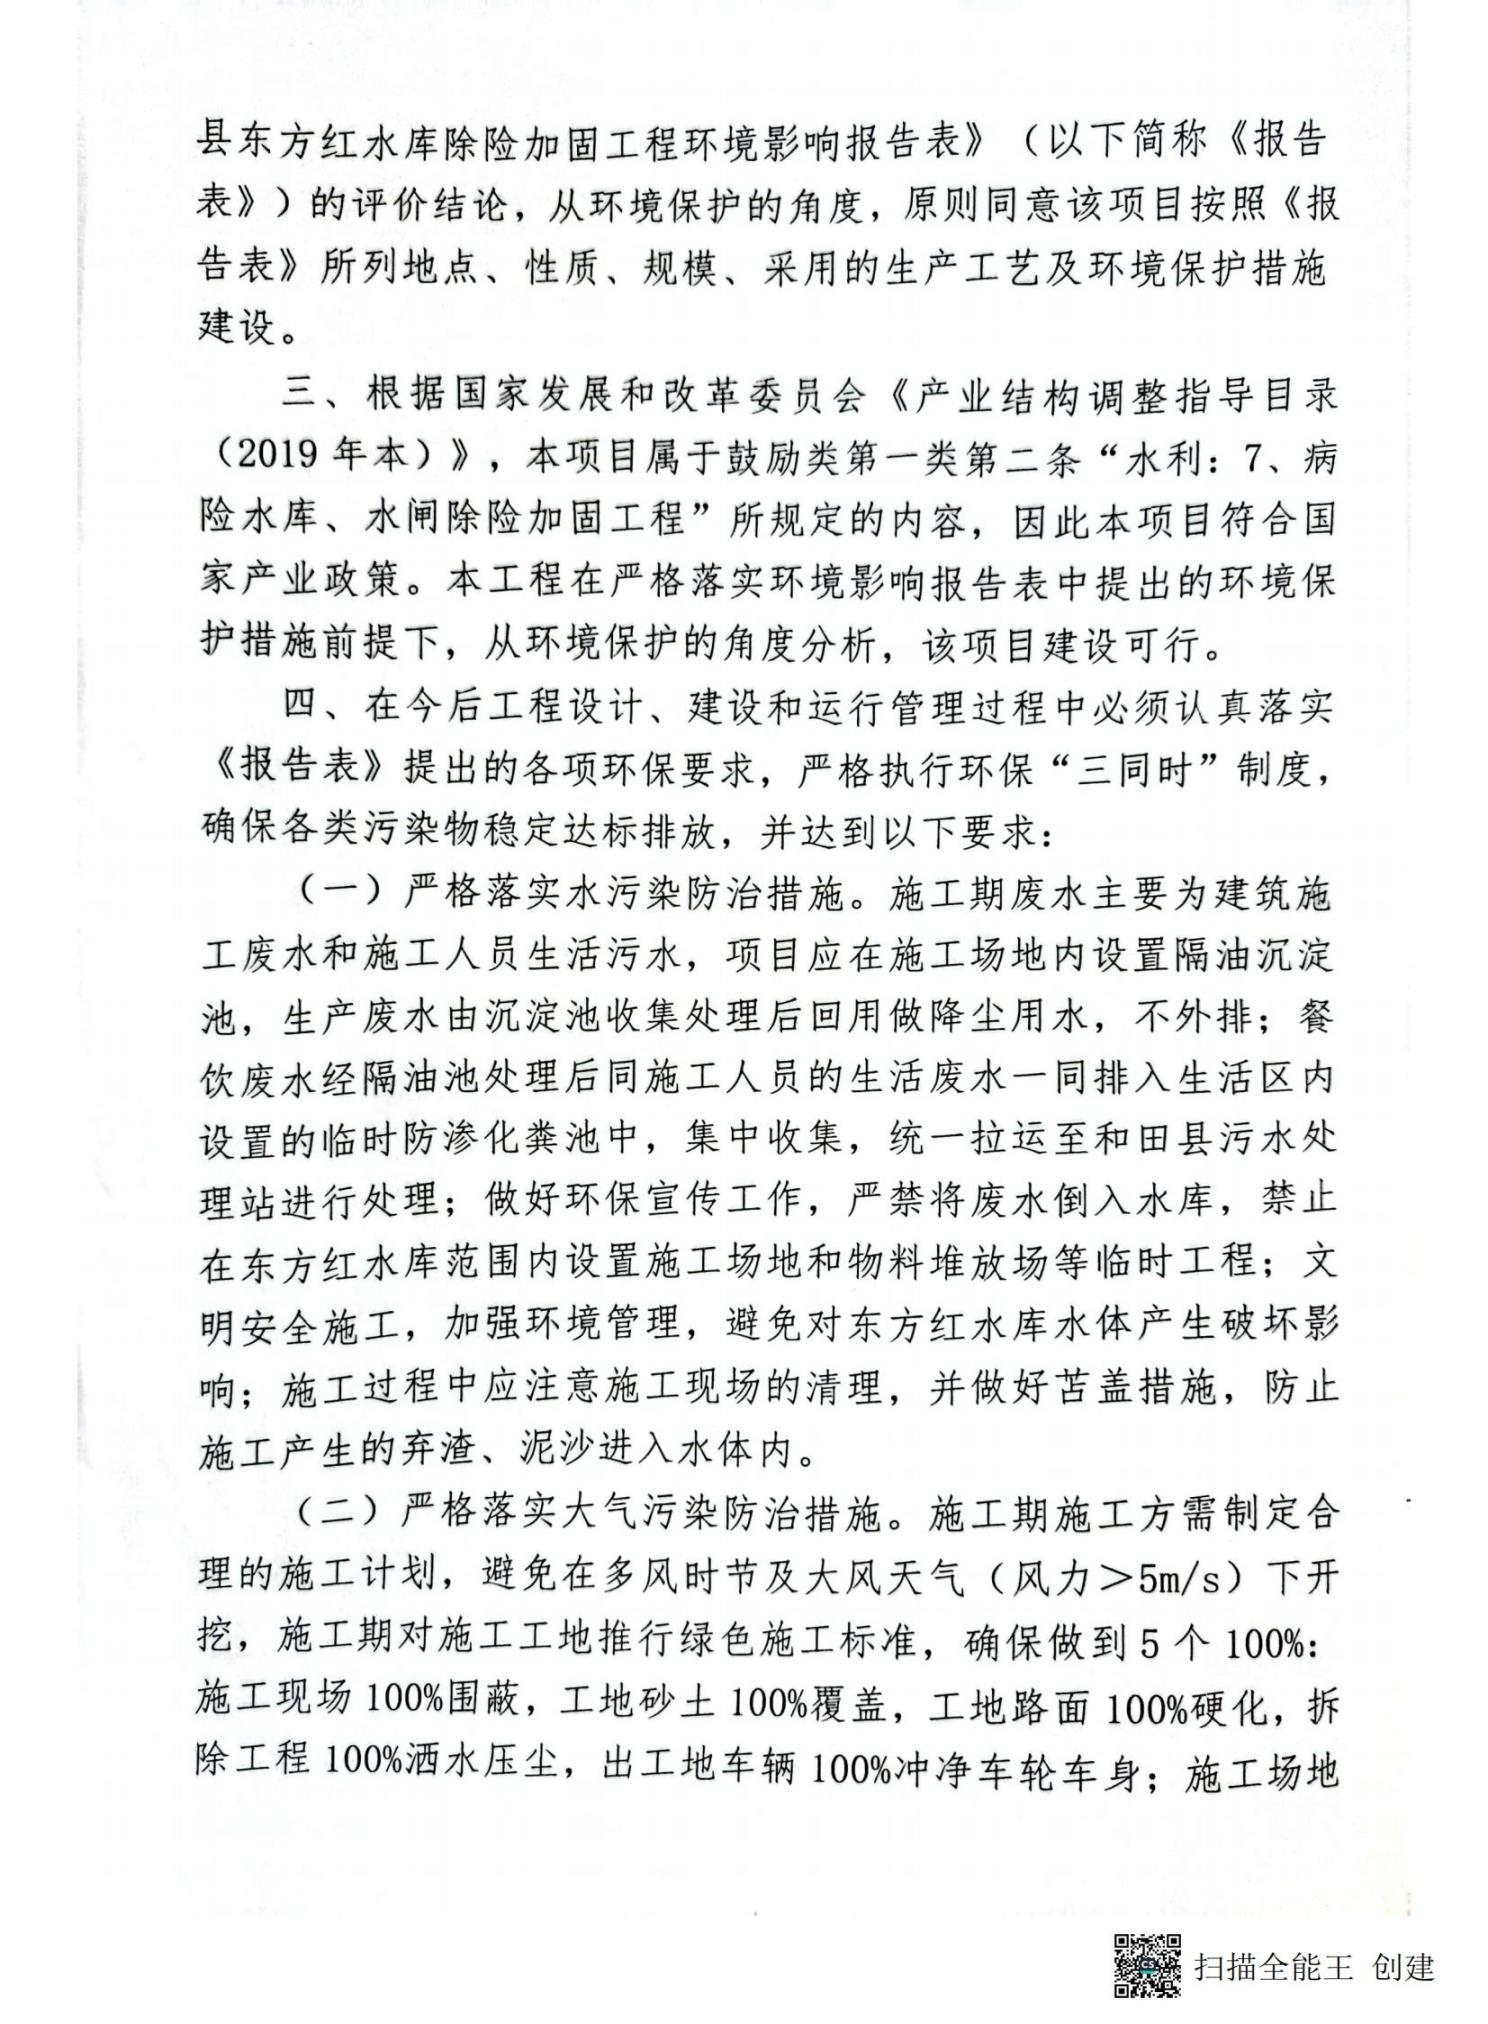 县东方红水库除险加固工程环境影响报告表》（以下简称《报告
表》）的评价结论，从环境保护的角度，原则同意该项目按照《报
告表》所列地点、性质、规模、采用的生产工艺及环境保护措施
建设。
三、根据国家发展和改革委员会《产业结构调整指导目录
（2019 年本）》，本项目属于鼓励类第一类第二条“水利：7、病
险水库、水闸除险加固工程”所规定的内容，因此本项目符合国
家产业政策。本工程在严格落实环境影响报告表中提出的环境保
护措施前提下，从环境保护的角度分析，该项目建设可行。
四、在今后工程设计、建设和运行管理过程中必须认真落实
《报告表》提出的各项环保要求，严格执行环保“三同时”制度，
确保各类污染物稳定达标排放，并达到以下要求：
（一）严格落实水污染防治措施。施工期废水主要为建筑施
工废水和施工人员生活污水，项目应在施工场地内设置隔油沉淀
池，生产废水由沉淀池收集处理后回用做降尘用水，不外排；餐
饮废水经隔油池处理后同施工人员的生活废水一同排入生活区内
设置的临时防渗化粪池中，集中收集，统一拉运至和田县污水处
理站进行处理；做好环保宣传工作，严禁将废水倒入水库，禁止
在东方红水库范围内设置施工场地和物料堆放场等临时工程；文
明安全施工，加强环境管理，避免对东方红水库水体产生破坏影
响；施工过程中应注意施工现场的清理，并做好苫盖措施，防止
施工产生的弃渣、泥沙进入水体内。
（二）严格落实大气污染防治措施。施工期施工方需制定合
理的施工计划，避免在多风时节及大风天气（风力＞5m/s）下开
挖，施工期对施工工地推行绿色施工标准，确保做到 5 个 100%：
施工现场 100%围蔽，工地砂土 100%覆盖，工地路面 100%硬化，拆
除工程 100%洒水压尘，出工地车辆 100%冲净车轮车身；施工场地
扫描全能王 创建